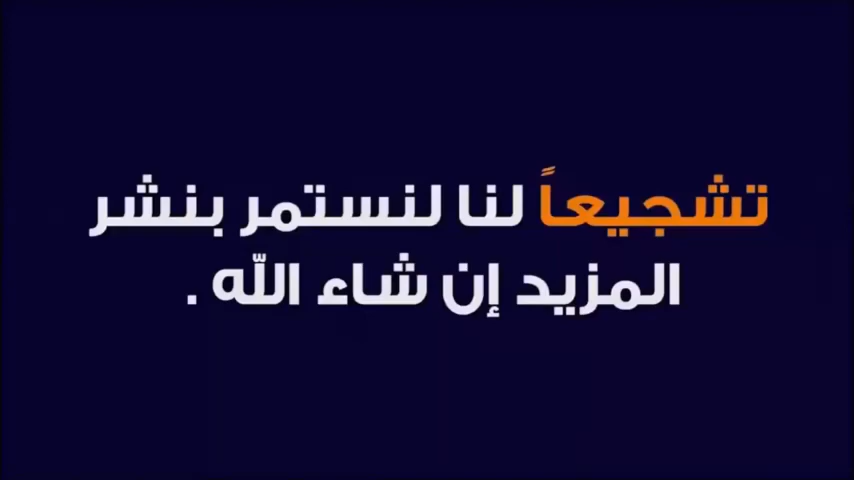 تشجيعاً لنا لنستمر بنشر
المزيد إن شاء الله .